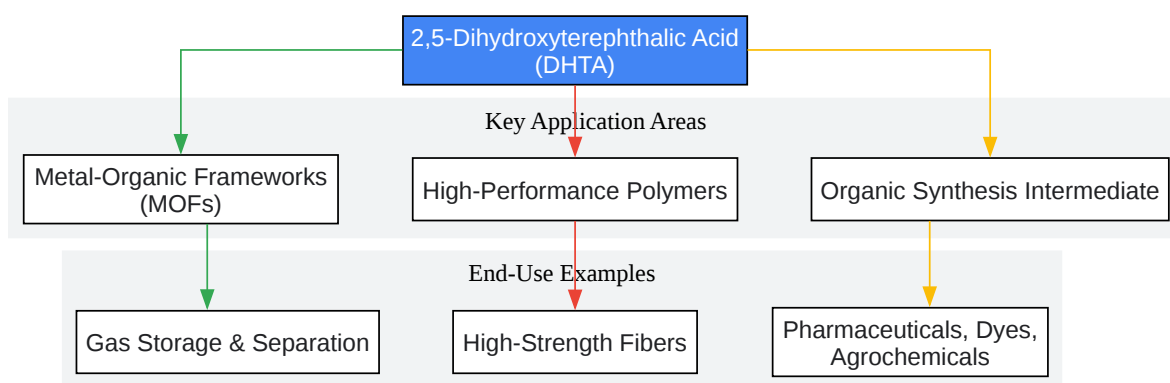 2,5-Dihydroxyterephthalic Acid
(DHTA)
Key Application Areas
Metal-Organic Frameworks
(MOFs)
High-Performance Polymers
Organic Synthesis Intermediate
End-Use Examples
Gas Storage & Separation
High-Strength Fibers
Pharmaceuticals, Dyes,
Agrochemicals